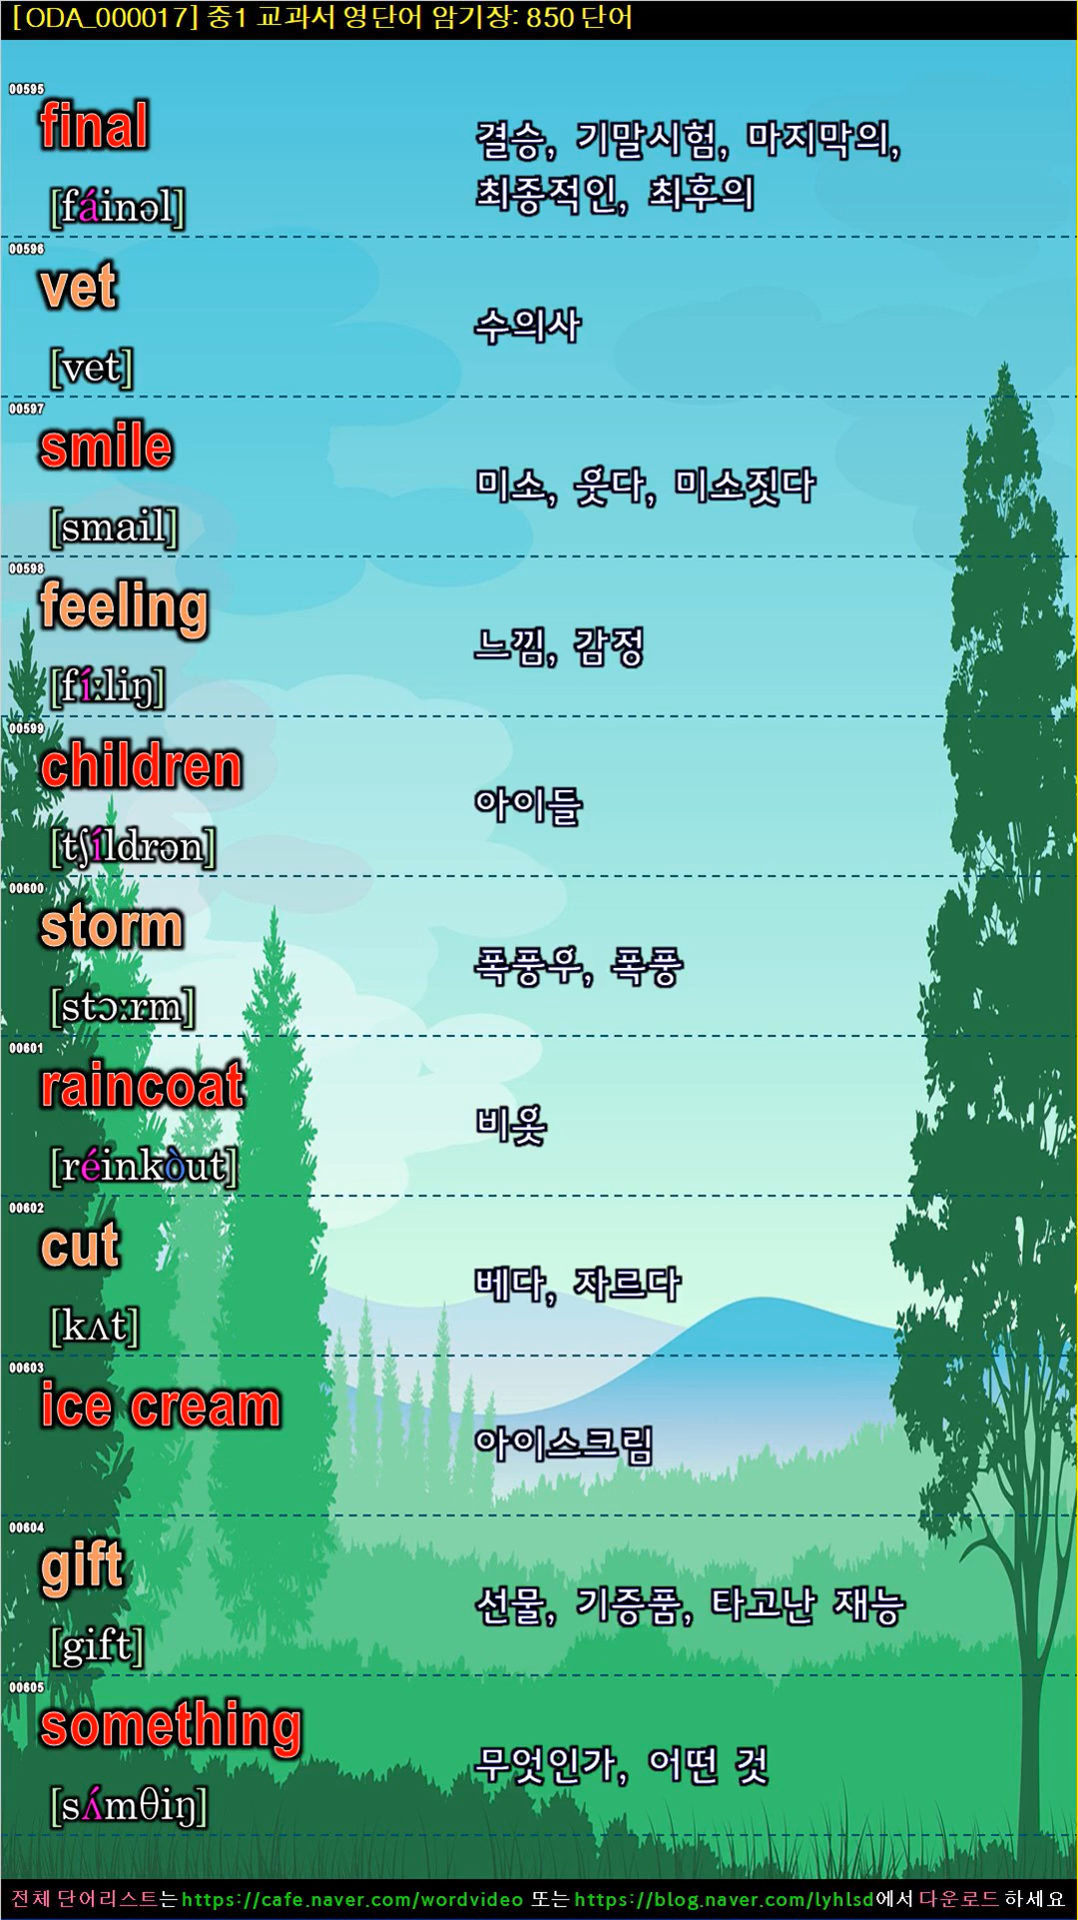 [ODA_000017] 중1 교과서 영단어 암기장: 850 단어
00595
final
결승, 기말시험, 마지막의,
최종적인, 최후의
[fáinəl]
00596
vet
수의사
[vet]
00597
smile
미소, 웃다, 미소짓다
[smail]
00598
feeling
느낌, 감정
[fíːliŋ]
00599
children
아이들
[tʃíldrən]
00600
storm
폭풍우, 폭풍
[stɔːrm]
00601
raincoat
비옷
[réinkòut]
00602
cut
베다, 자르다
[kʌt]
00603
ice cream
아이스크림
00604
gift
선물, 기증품, 타고난 재능
[gift]
00605
something
무엇인가, 어떤 것
[sʌ́mθiŋ]
전체 단어리스트는 https://cafe.naver.com/wordvideo 또는 https://blog.naver.com/lyhlsd에서 다운로드 하세요